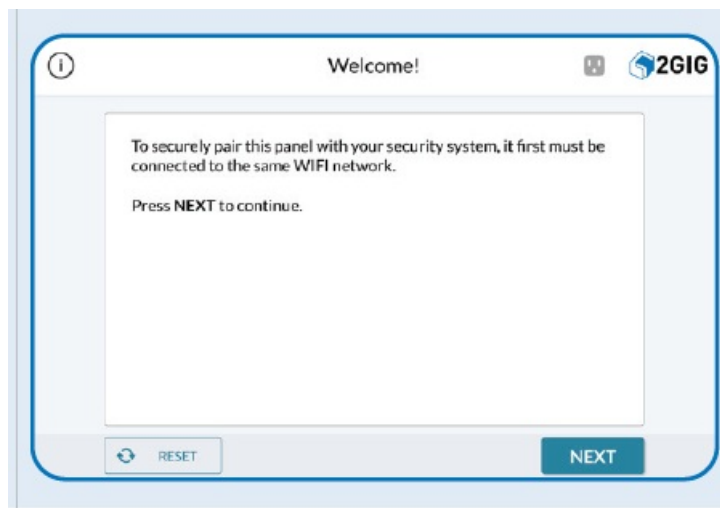 Welcome!
2GIG
To securely pair this panel with your security system, it first must be
connected to the same WIFI network.
Press NEXT to continue.
RESET
NEXT